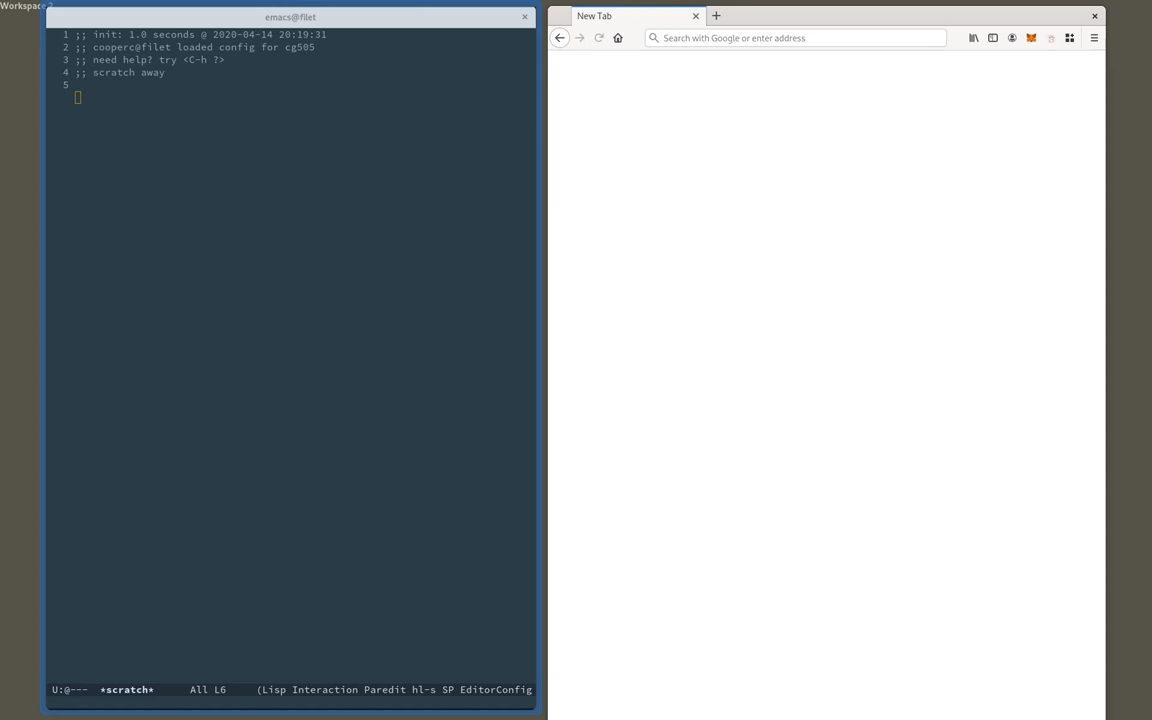 Workspace 2
emacs@filet
×
1 ;; init: 1.0 seconds @ 2020-04-14 20:19:31
2 ;; cooperc@filet loaded config for cg505
3 ;; need help? try <C-h ?>
4 ;; scratch away
5
U:@--- *scratch* All L6 (Lisp Interaction Paredit hl-s SP EditorConfig
New Tab
Search with Google or enter address